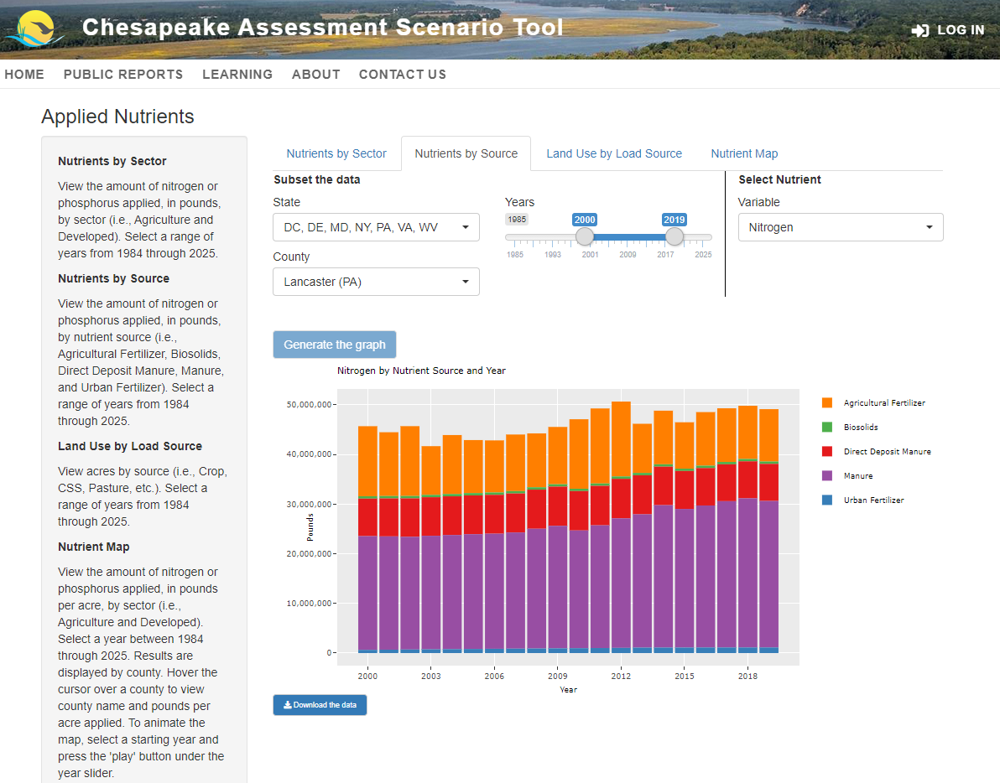 Chesapeake Assessment Scenario Tool
LOG IN
HOME PUBLIC REPORTS LEARNING ABOUT CONTACT US
Applied Nutrients
Nutrients by Sector
View the amount of nitrogen or
phosphorus applied, in pounds,
by sector (i.e., Agriculture and
Developed). Select a range of
years from 1984 through 2025.
Nutrients by Source
View the amount of nitrogen or
phosphorus applied, in pounds,
by nutrient source (i.e.,
Agricultural Fertilizer, Biosolids,
Direct Deposit Manure, Manure,
and Urban Fertilizer). Select a
range of years from 1984
through 2025.
Land Use by Load Source
View acres by source (i.e., Crop,
CSS, Pasture, etc.). Select a
range of years from 1984
through 2025.
Nutrient Map
View the amount of nitrogen or
phosphorus applied, in pounds
per acre, by sector (i.e.,
Agriculture and Developed).
Select a year between 1984
through 2025. Results are
displayed by county. Hover the
cursor over a county to view
county name and pounds per
acre applied. To animate the
map, select a starting year and
press the 'play' button under the
year slider.
Nutrients by Sector Nutrients by Source Land Use by Load Source Nutrient Map
Subset the data
State
DC, DE, MD, NY, PA, VA, WV
County
Lancaster (PA)
Years
1985 2000 2019
1985 1993 2001 2009 2017 2025
Select Nutrient
Variable
Nitrogen
Generate the graph
Nitrogen by Nutrient Source and Year
50,000,000
40,000,000
30,000,000
20,000,000
10,000,000
0
Pounds
2000 2003 2006 2009 2012 2015 2018
Year
Agricultural Fertilizer
Biosolids
Direct Deposit Manure
Manure
Urban Fertilizer
Download the data